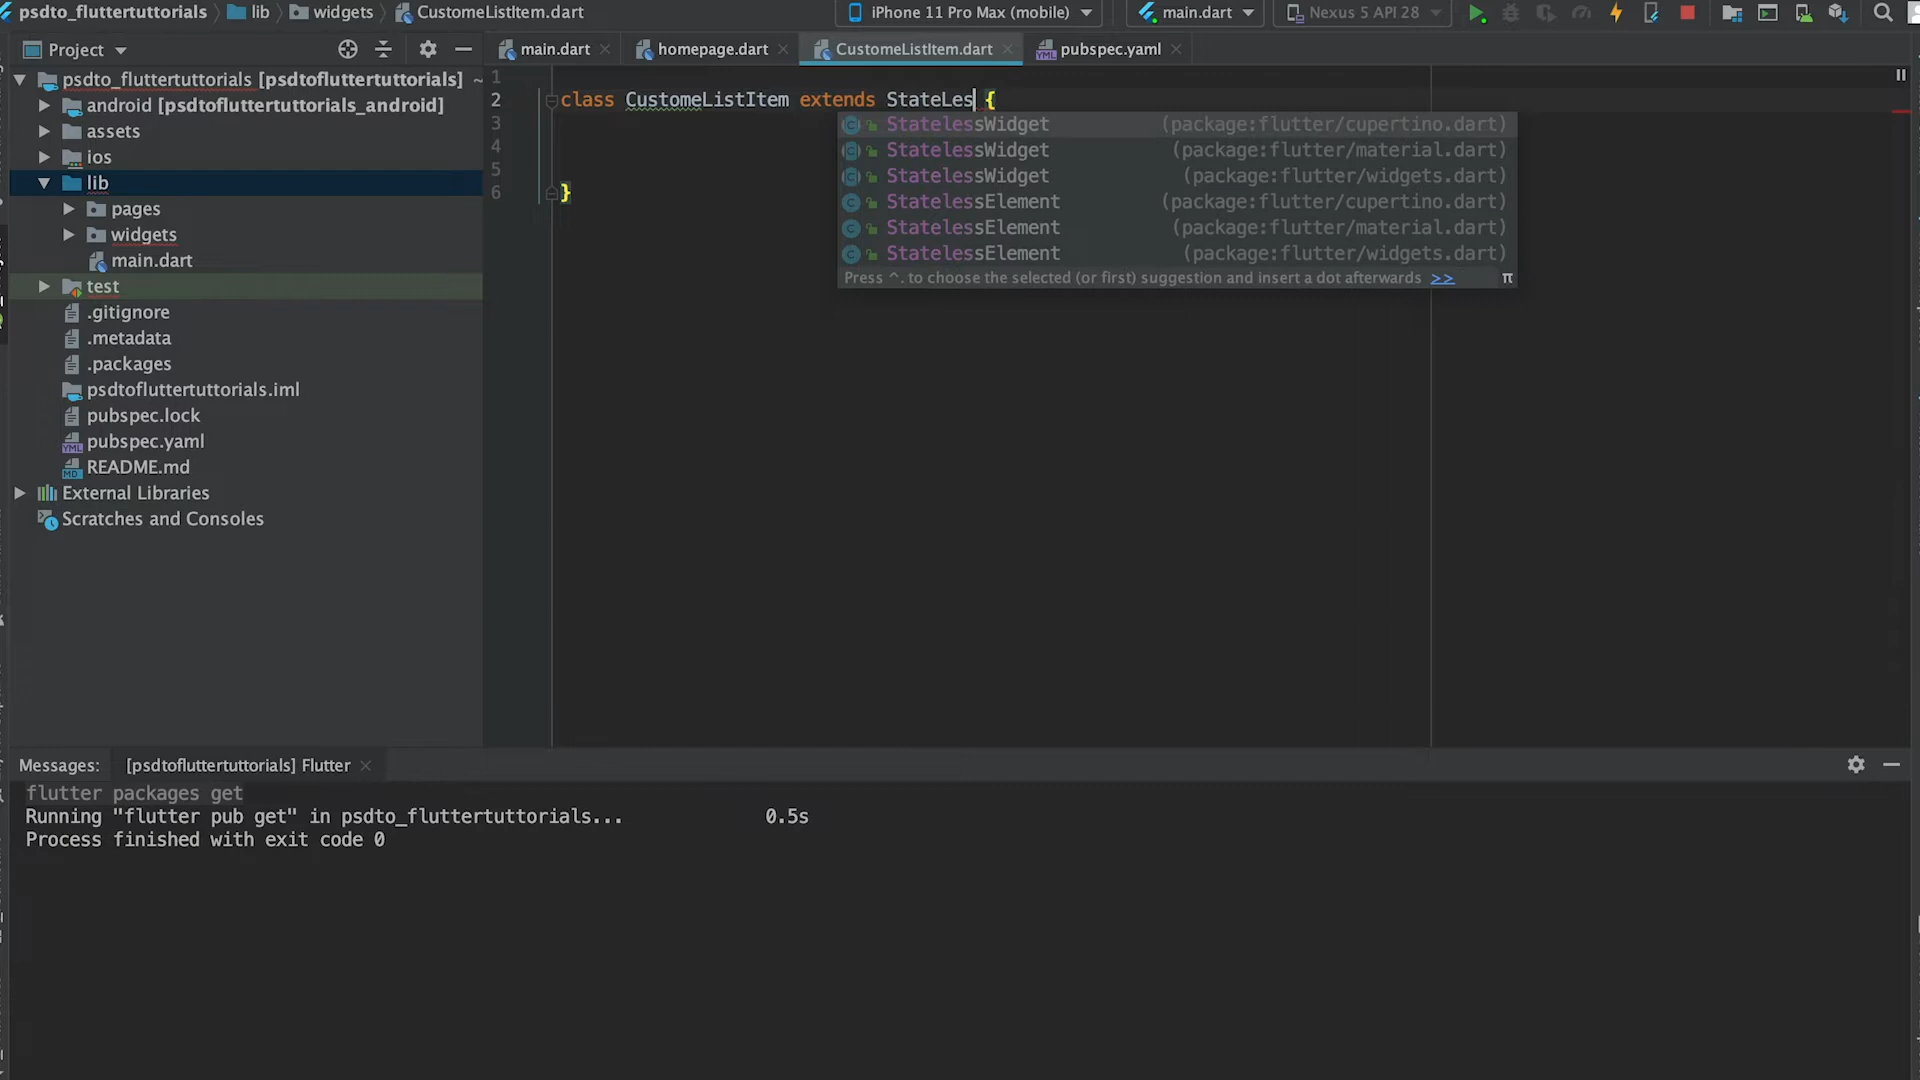 psdto_fluttertuttorials lib widgets CustomeListItem.dart iPhone 11 Pro Max (mobile) main.dart Nexus 5 API 28
Project main.dart homepage.dart CustomeListItem.dart pubspec.yaml
psdto_fluttertuttorials [psdtofluttertuttorials] ~
android [psdtofluttertuttorials_android]
assets
ios
lib
pages
widgets
main.dart
test
.gitignore
.metadata
.packages
psdtofluttertuttorials.iml
pubspec.lock
YML pubspec.yaml
MD README.md
External Libraries
Scratches and Consoles
1
2 class CustomeListItem extends StateLes {
3
4
5
6 }
StatelessWidget (package:flutter/cupertino.dart)
StatelessWidget (package:flutter/material.dart)
StatelessWidget (package:flutter/widgets.dart)
StatelessElement (package:flutter/cupertino.dart)
StatelessElement (package:flutter/material.dart)
StatelessElement (package:flutter/widgets.dart)
Press ^. to choose the selected (or first) suggestion and insert a dot afterwards >> π
Messages: [psdtofluttertuttorials] Flutter
flutter packages get
Running "flutter pub get" in psdto_fluttertuttorials... 0.5s
Process finished with exit code 0